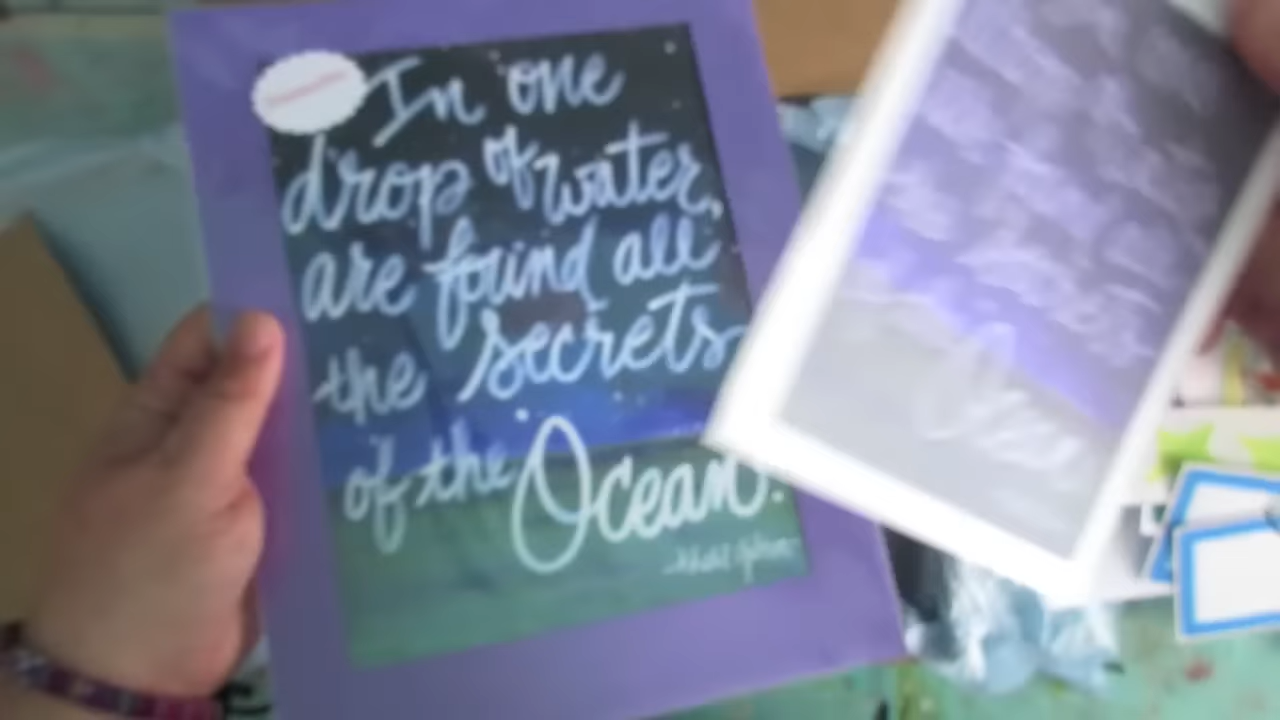 In one
drop of water,
are found all
the secrets
of the Ocean.